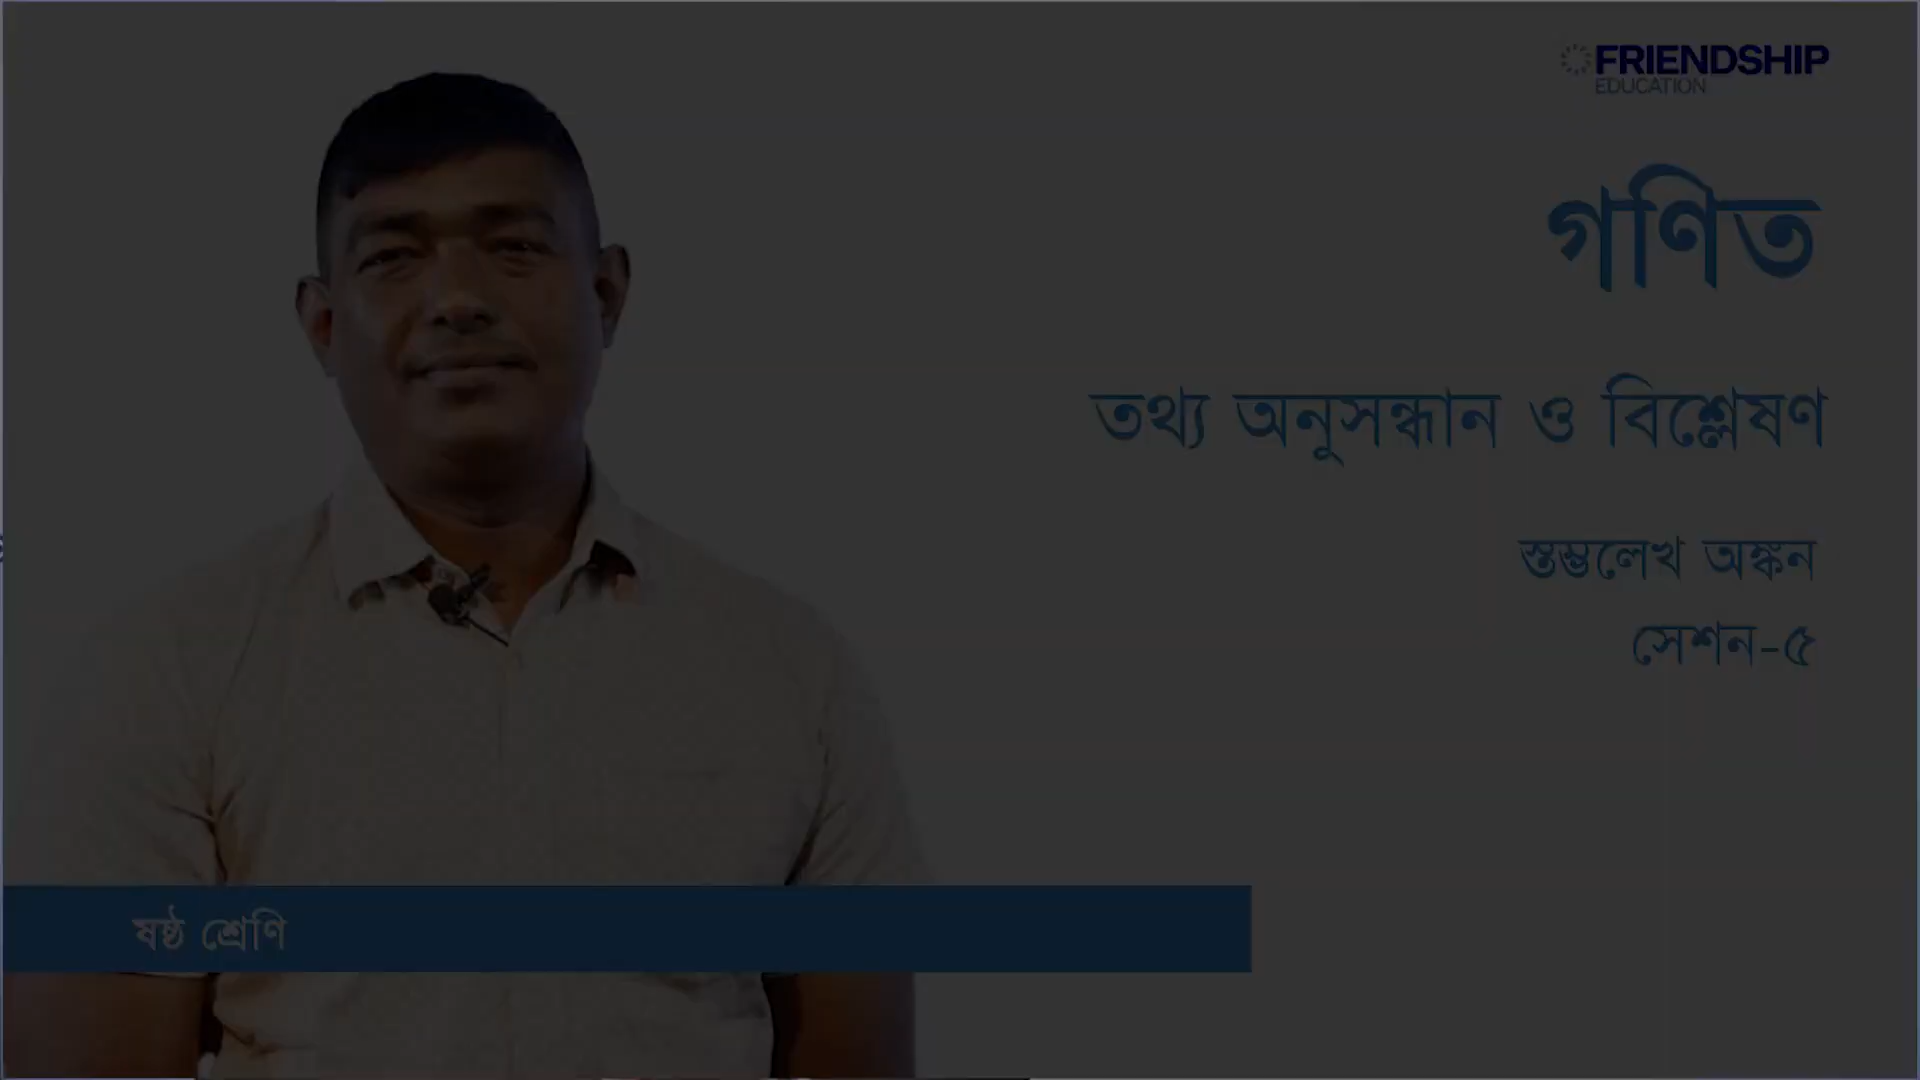 FRIENDSHIP
EDUCATION
গণিত
তথ্য অনুসন্ধান ও বিশ্লেষণ
স্তম্ভলেখ অঙ্কন
সেশন-৫
ষষ্ঠ শ্রেণি